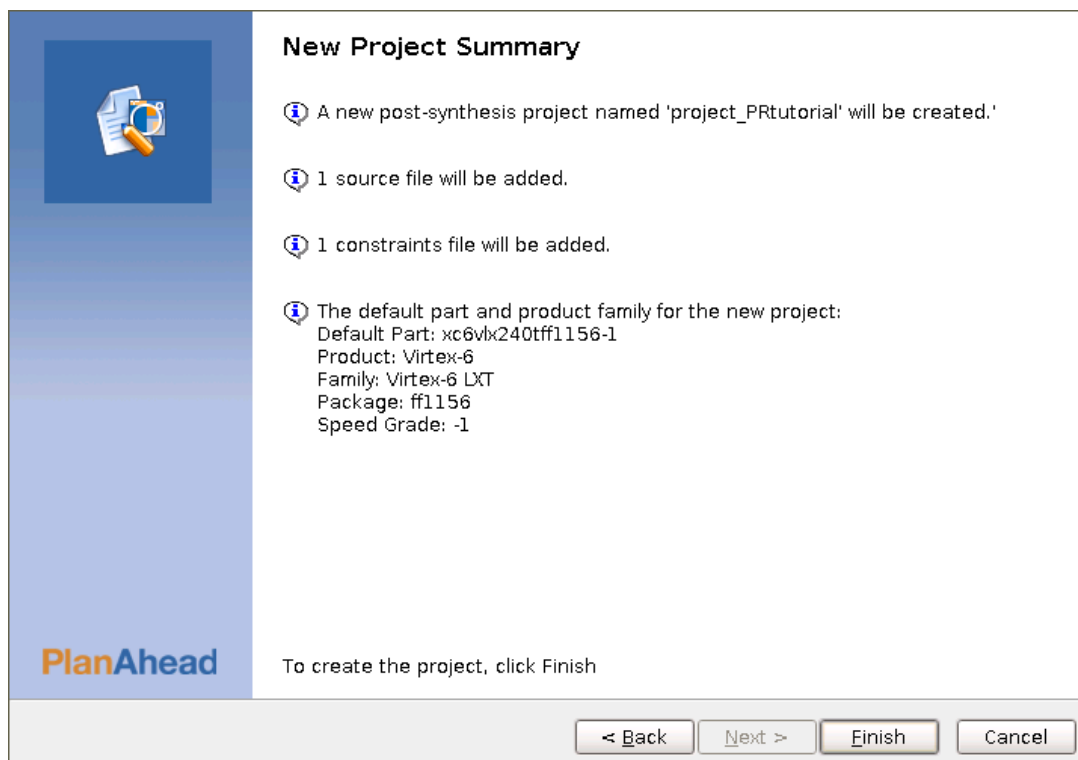 New Project Summary
A new post-synthesis project named 'project_PRtutorial' will be created.'
1 source file will be added.
1 constraints file will be added.
The default part and product family for the new project:
Default Part: xc6vlx240tff1156-1
Product: Virtex-6
Family: Virtex-6 LXT
Package: ff1156
Speed Grade: -1
PlanAhead
To create the project, click Finish
< Back
Next >
Finish
Cancel